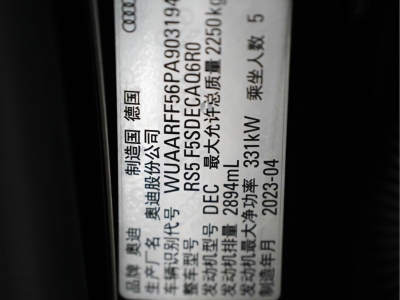 品牌 奥迪 制造国 德国
生产厂名 奥迪股份公司
车辆识别代号 WUAARFF56PA903194
整车型号 RS5 F5SDECAQ6R0
发动机型号 DEC 最大允许总质量 2250kg
发动机排量 2894mL
发动机最大净功率 331kW 乘坐人数 5
制造年月 2023-04